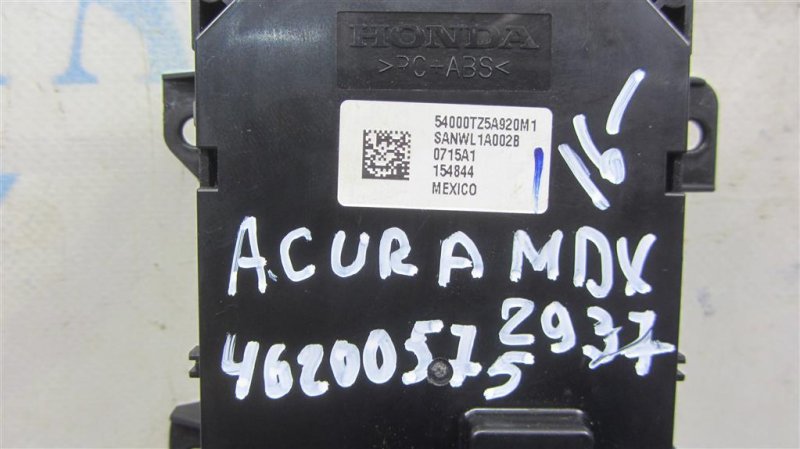 HONDA
>PC+ABS<
54000TZ5A920M1
SANWL1A002B
0715A1
154844
MEXICO
16-
ACURA MDX
2937
46200575